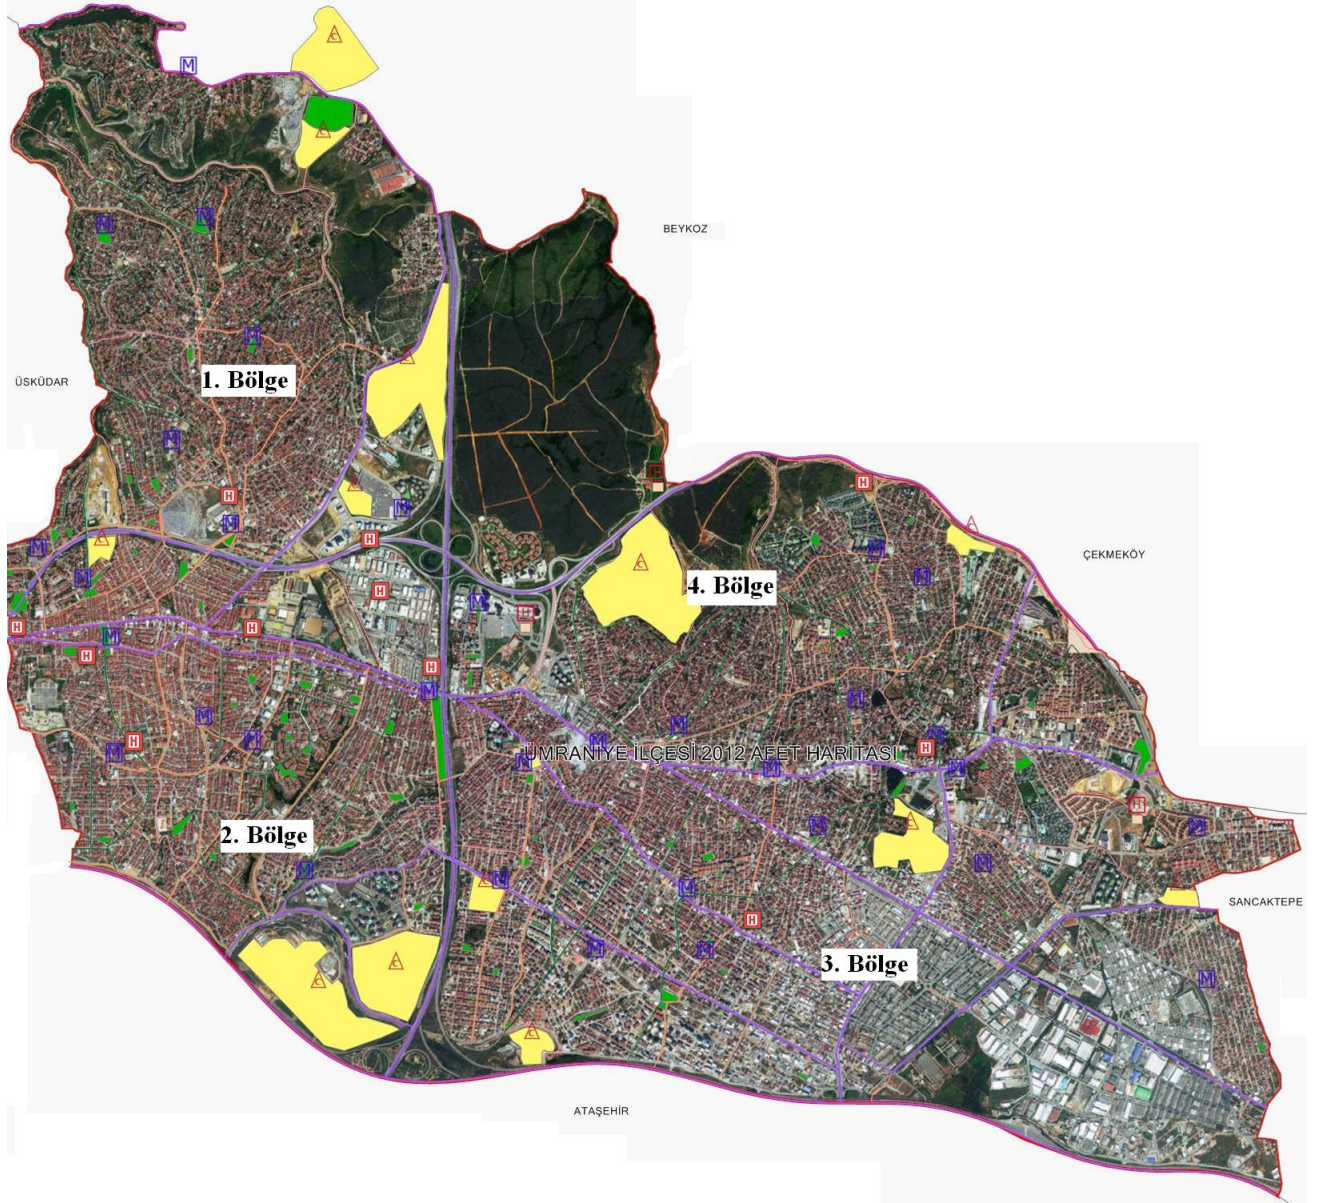 BEYKOZ
ÜSKÜDAR
1. Bölge
ÇEKMEKÖY
4. Bölge
ÜMRANİYE İLÇESİ 2012 AFET HARİTASI
2. Bölge
SANCAKTEPE
3. Bölge
ATAŞEHİR